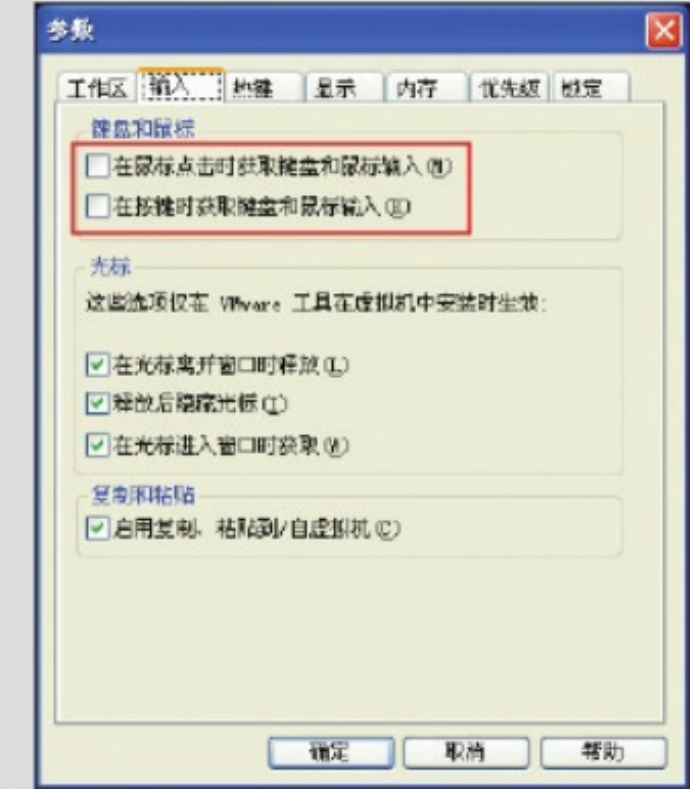 参数
工作区 输入 热键 显示 内存 优先级 锁定
键盘和鼠标
在鼠标点击时获取键盘和鼠标输入(M)
在按键时获取键盘和鼠标输入(K)
光标
这些选项仅在 VMware 工具在虚拟机中安装时生效:
在光标离开窗口时释放(L)
释放后隐藏光标(I)
在光标进入窗口时获取(W)
复制和粘贴
启用复制、粘贴到/自虚拟机(C)
确定 取消 帮助